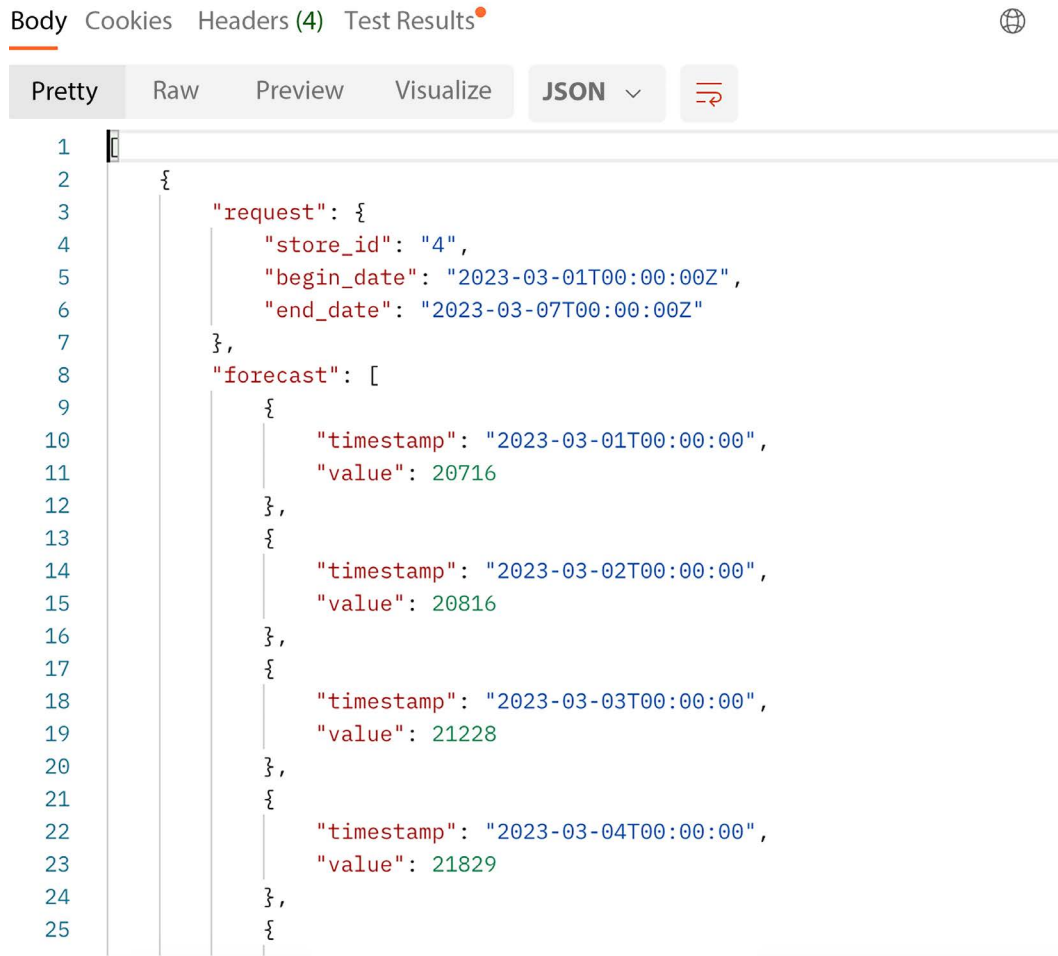 Body Cookies Headers (4) Test Results
Pretty Raw Preview Visualize JSON
1 [
2 {
3 "request": {
4 "store_id": "4",
5 "begin_date": "2023-03-01T00:00:00Z",
6 "end_date": "2023-03-07T00:00:00Z"
7 },
8 "forecast": [
9 {
10 "timestamp": "2023-03-01T00:00:00",
11 "value": 20716
12 },
13 {
14 "timestamp": "2023-03-02T00:00:00",
15 "value": 20816
16 },
17 {
18 "timestamp": "2023-03-03T00:00:00",
19 "value": 21228
20 },
21 {
22 "timestamp": "2023-03-04T00:00:00",
23 "value": 21829
24 },
25 {